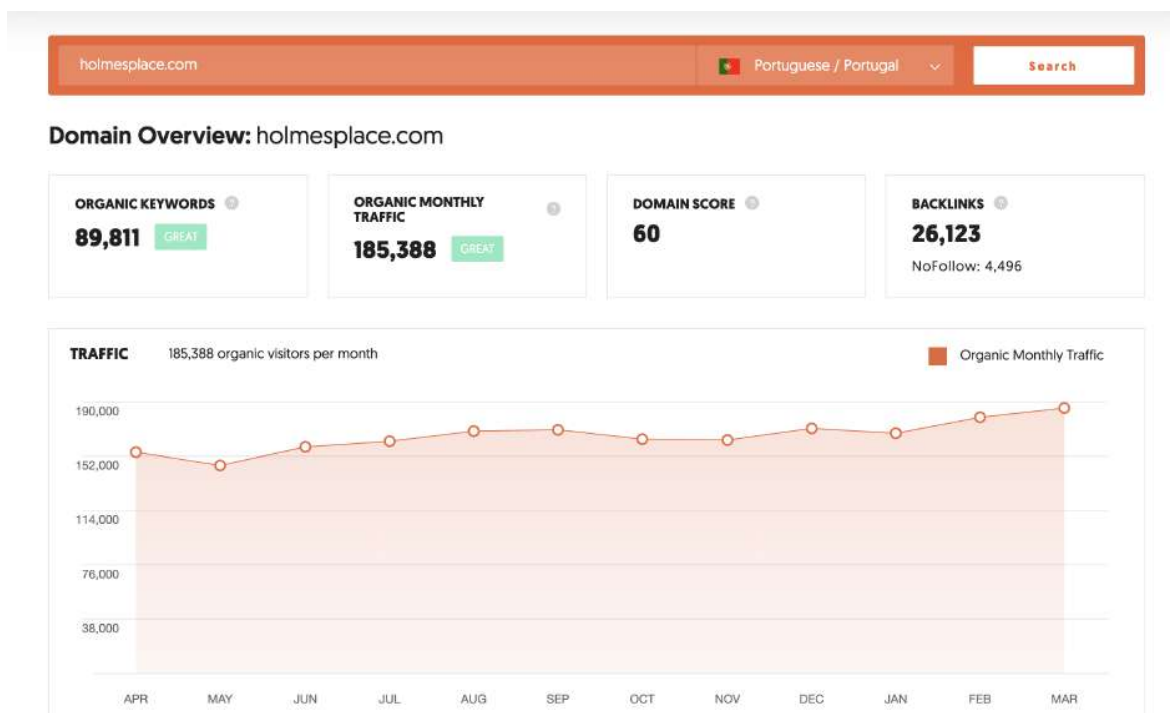 holmesplace.com
Portuguese / Portugal
Search
Domain Overview: holmesplace.com
ORGANIC KEYWORDS ?
89,811 GREAT
ORGANIC MONTHLY
TRAFFIC ?
185,388 GREAT
DOMAIN SCORE ?
60
BACKLINKS ?
26,123
NoFollow: 4,496
TRAFFIC 185,388 organic visitors per month
Organic Monthly Traffic
190,000
152,000
114,000
76,000
38,000
APR MAY JUN JUL AUG SEP OCT NOV DEC JAN FEB MAR